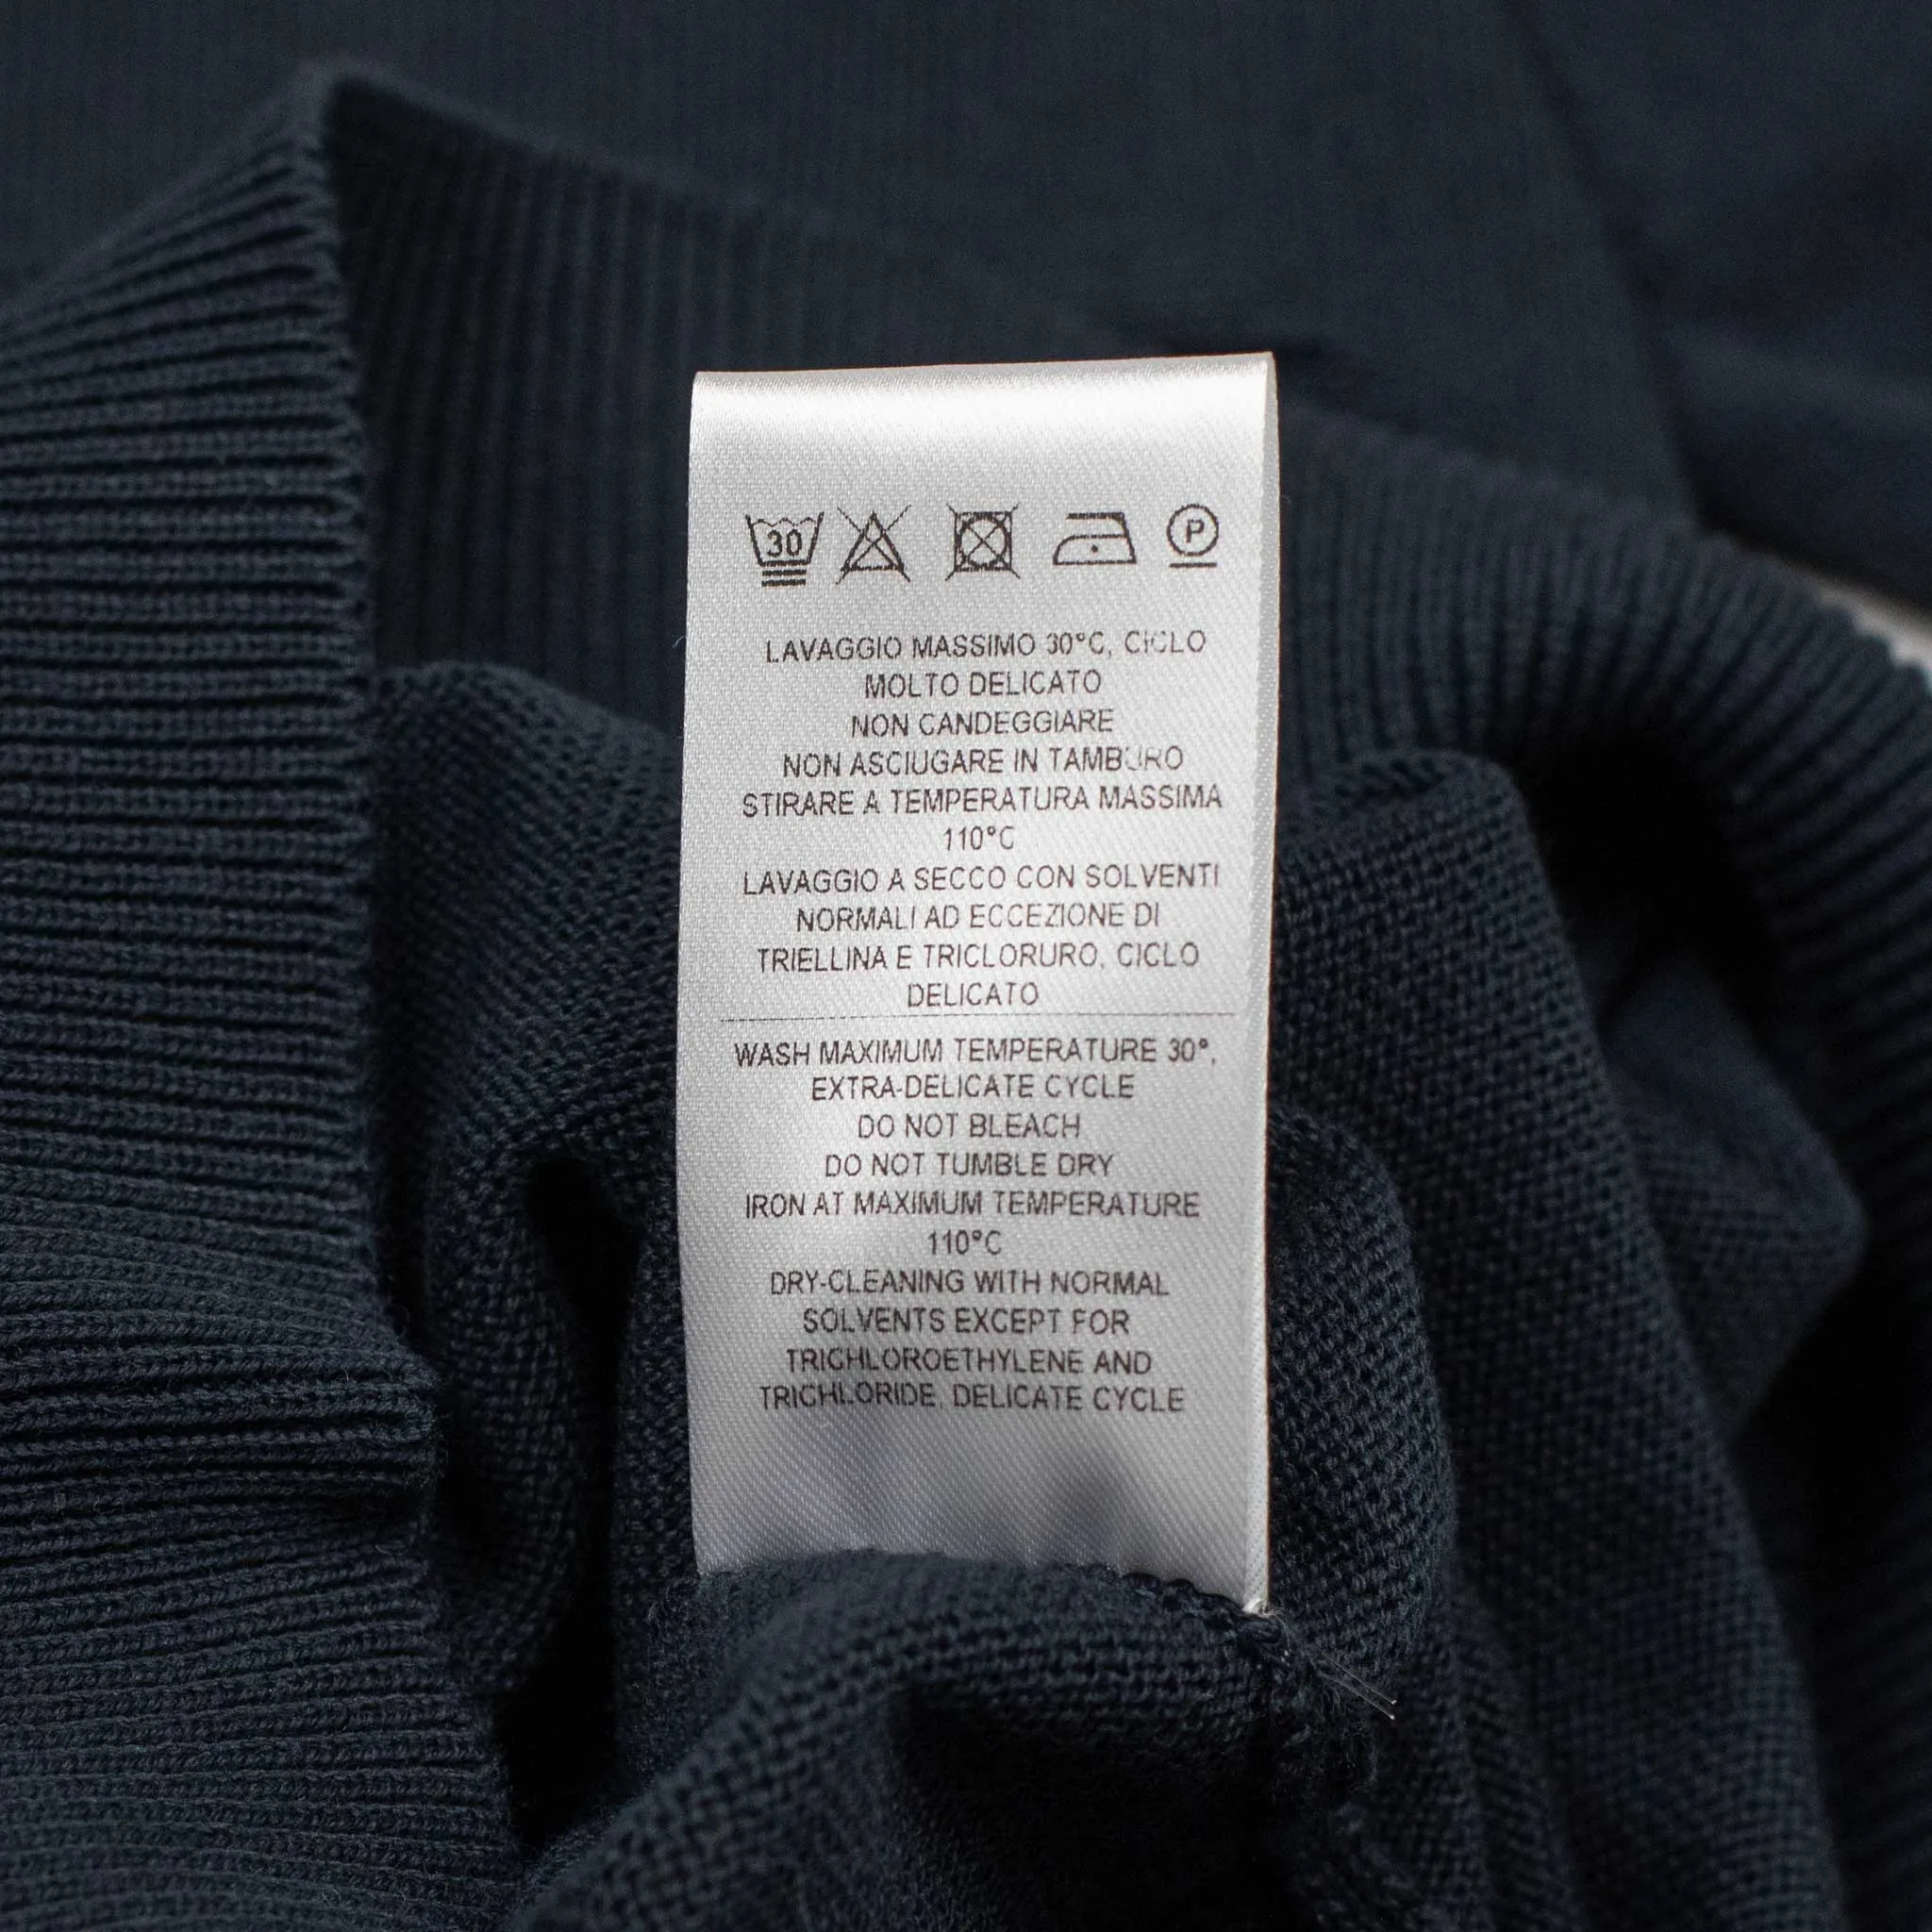 30 P
LAVAGGIO MASSIMO 30°C, CICLO
MOLTO DELICATO
NON CANDEGGIARE
NON ASCIUGARE IN TAMBURO
STIRARE A TEMPERATURA MASSIMA
110°C
LAVAGGIO A SECCO CON SOLVENTI
NORMALI AD ECCEZIONE DI
TRIELLINA E TRICLORURO, CICLO
DELICATO
WASH MAXIMUM TEMPERATURE 30°,
EXTRA-DELICATE CYCLE
DO NOT BLEACH
DO NOT TUMBLE DRY
IRON AT MAXIMUM TEMPERATURE
110°C
DRY-CLEANING WITH NORMAL
SOLVENTS EXCEPT FOR
TRICHLOROETHYLENE AND
TRICHLORIDE, DELICATE CYCLE